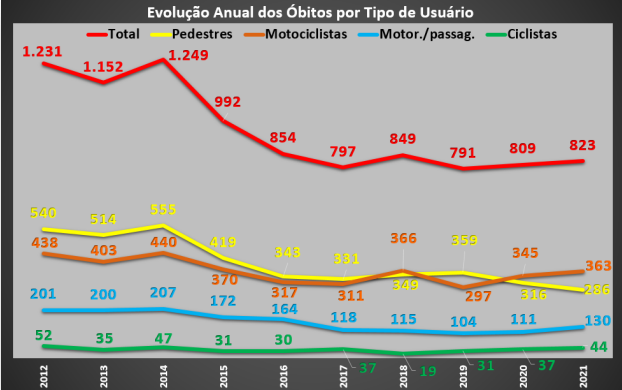 Evolução Anual dos Óbitos por Tipo de Usuário
Total Pedestres Motociclistas Motor./passag. Ciclistas
1.231 1.152 1.249 992 854 797 849 791 809 823
540 514 555 419 343 331 349 359 316 286
438 403 440 370 317 311 366 297 345 363
201 200 207 172 164 118 115 104 111 130
52 35 47 31 30 37 19 31 37 44
2012 2013 2014 2015 2016 2017 2018 2019 2020 2021